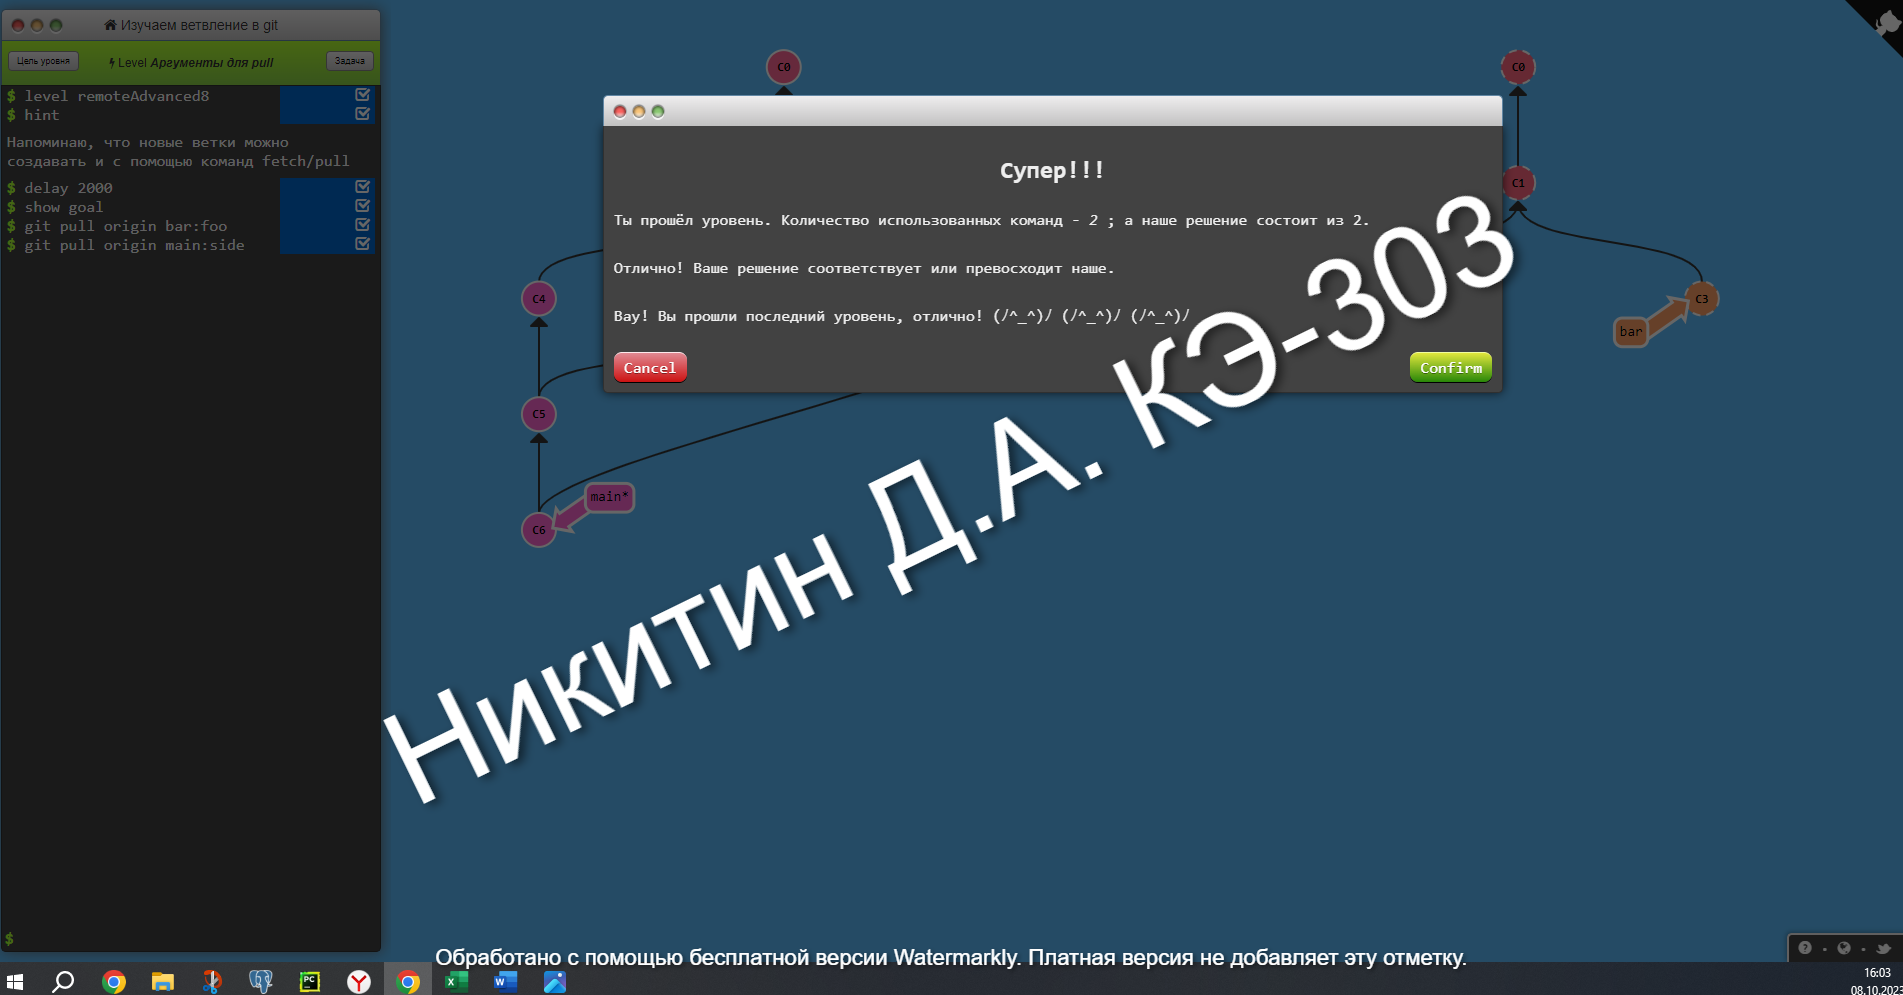 Изучаем ветвление в git
Цель уровня
Level Аргументы для pull
Задача
$ level remoteAdvanced8
$ hint
Напоминаю, что новые ветки можно
создавать и с помощью команд fetch/pull
$ delay 2000
$ show goal
$ git pull origin bar:foo
$ git pull origin main:side
$
C0
C4
C5
C6
main*
Супер!!!
Ты прошёл уровень. Количество использованных команд - 2 ; а наше решение состоит из 2.
Отлично! Ваше решение соответствует или превосходит наше.
Вау! Вы прошли последний уровень, отлично! (/^_^)/ (/^_^)/ (/^_^)/
Cancel
Confirm
C0
C1
C3
bar
Никитин Д.А. КЭ-303
Обработано с помощью бесплатной версии Watermarkly. Платная версия не добавляет эту отметку.
16:03